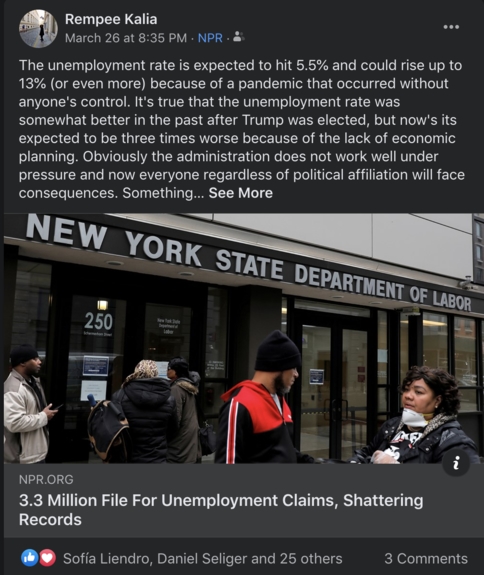 Rempee Kalia
March 26 at 8:35 PM · NPR ·
The unemployment rate is expected to hit 5.5% and could rise up to
13% (or even more) because of a pandemic that occurred without
anyone's control. It's true that the unemployment rate was
somewhat better in the past after Trump was elected, but now's its
expected to be three times worse because of the lack of economic
planning. Obviously the administration does not work well under
pressure and now everyone regardless of political affiliation will face
consequences. Something... See More
NEW YORK STATE DEPARTMENT OF LABOR
250
New York State
Department of
Labor
NPR.ORG
3.3 Million File For Unemployment Claims, Shattering
Records
Sofía Liendro, Daniel Seliger and 25 others
3 Comments